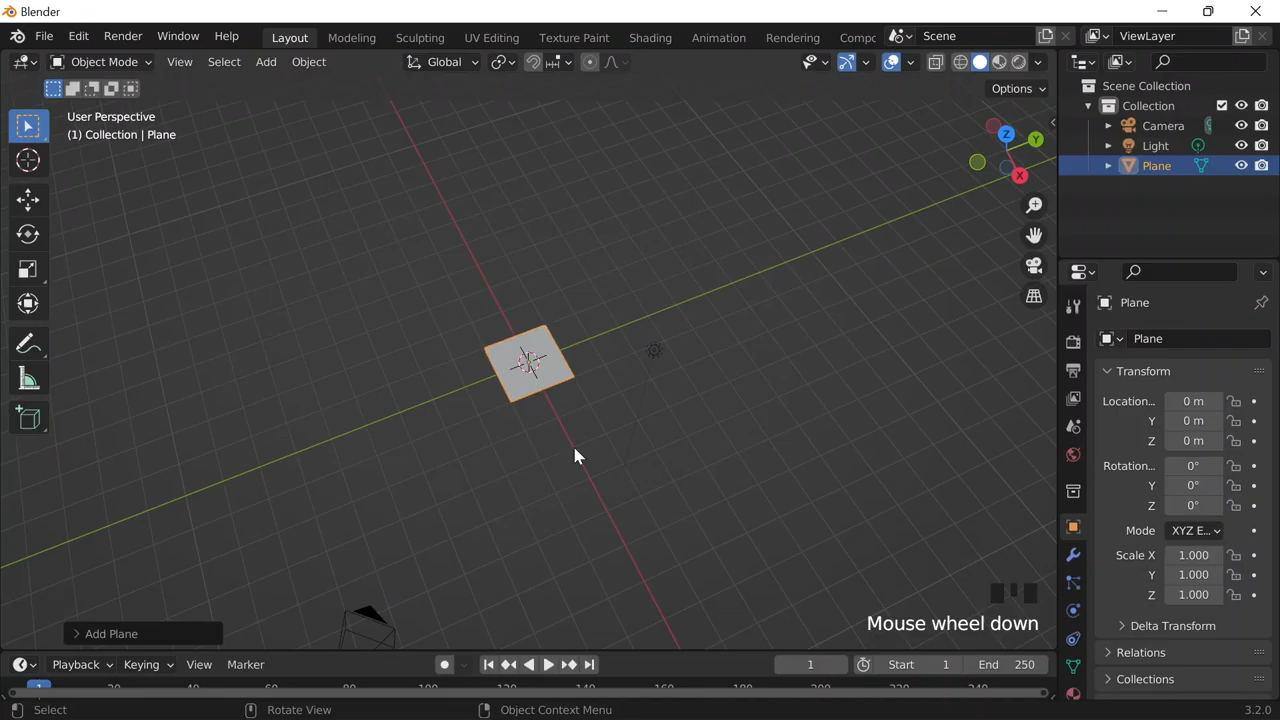 Blender
File Edit Render Window Help Layout Modeling Sculpting UV Editing Texture Paint Shading Animation Rendering Compc Scene ViewLayer
Object Mode View Select Add Object Global
Options
User Perspective
(1) Collection | Plane
Z
Y
X
Scene Collection
Collection
Camera
Light
Plane
Plane
Plane
Transform
Location... 0 m
Y 0 m
Z 0 m
Rotation... 0°
Y 0°
Z 0°
Mode XYZ E...
Scale X 1.000
Y 1.000
Z 1.000
Delta Transform
Relations
Collections
Mouse wheel down
Add Plane
Playback Keying View Marker 1 Start 1 End 250
1
Select Rotate View Object Context Menu 3.2.0